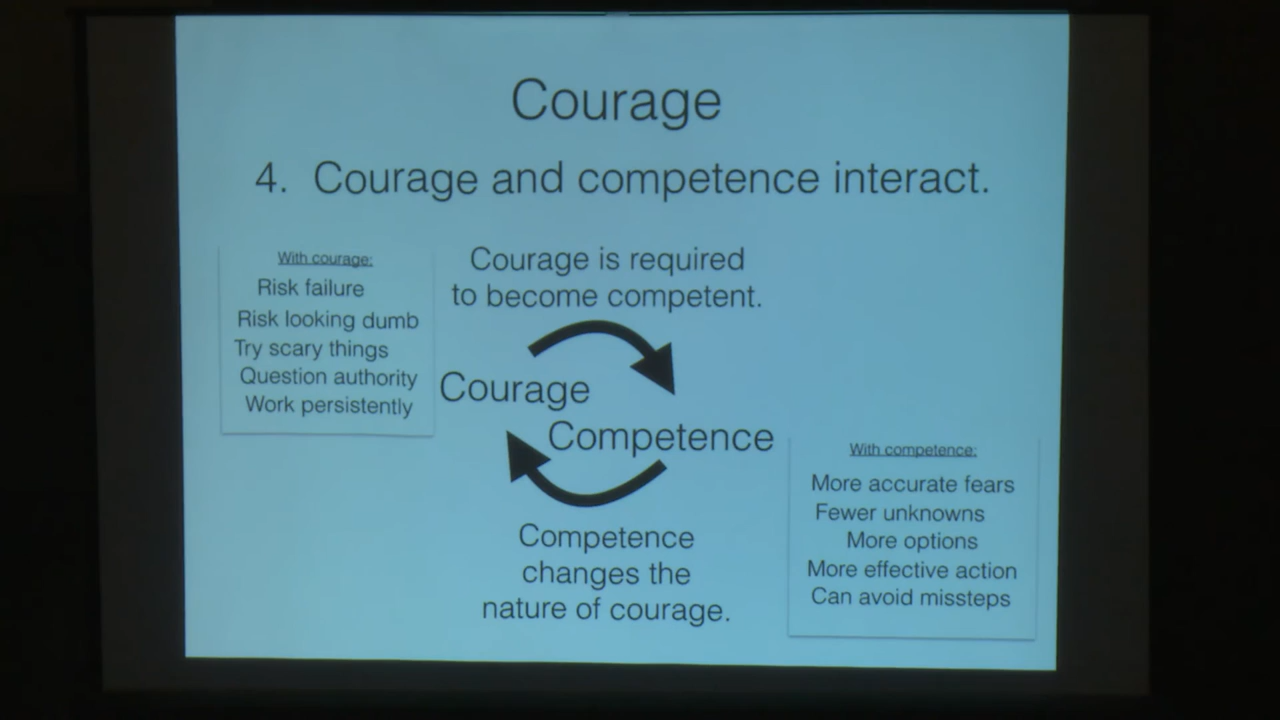 Courage
4. Courage and competence interact.
With courage:
Risk failure
Risk looking dumb
Try scary things
Question authority
Work persistently
Courage is required
to become competent.
Courage
Competence
Competence
changes the
nature of courage.
With competence:
More accurate fears
Fewer unknowns
More options
More effective action
Can avoid missteps